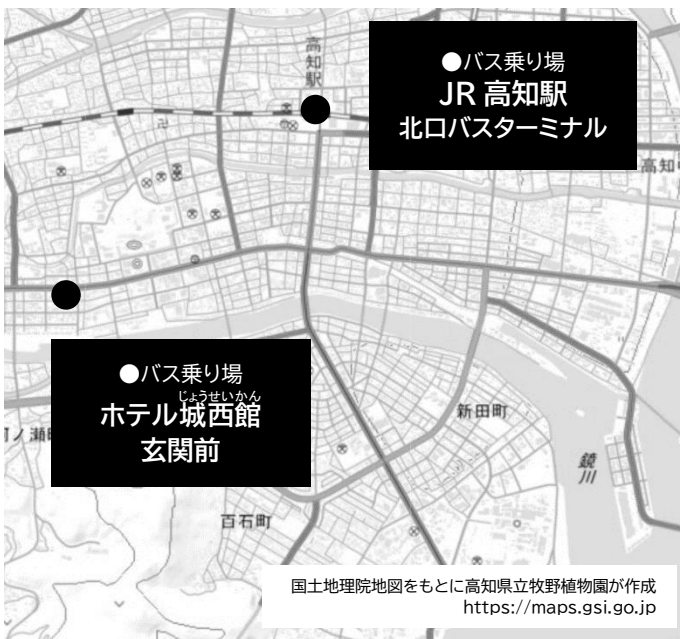 高知駅
●バス乗り場
JR 高知駅
北口バスターミナル
高知
●バス乗り場
じょうせいかん
ホテル城西館
玄関前
ノ瀬
新田町
鏡川
百石町
国土地理院地図をもとに高知県立牧野植物園が作成
https://maps.gsi.go.jp